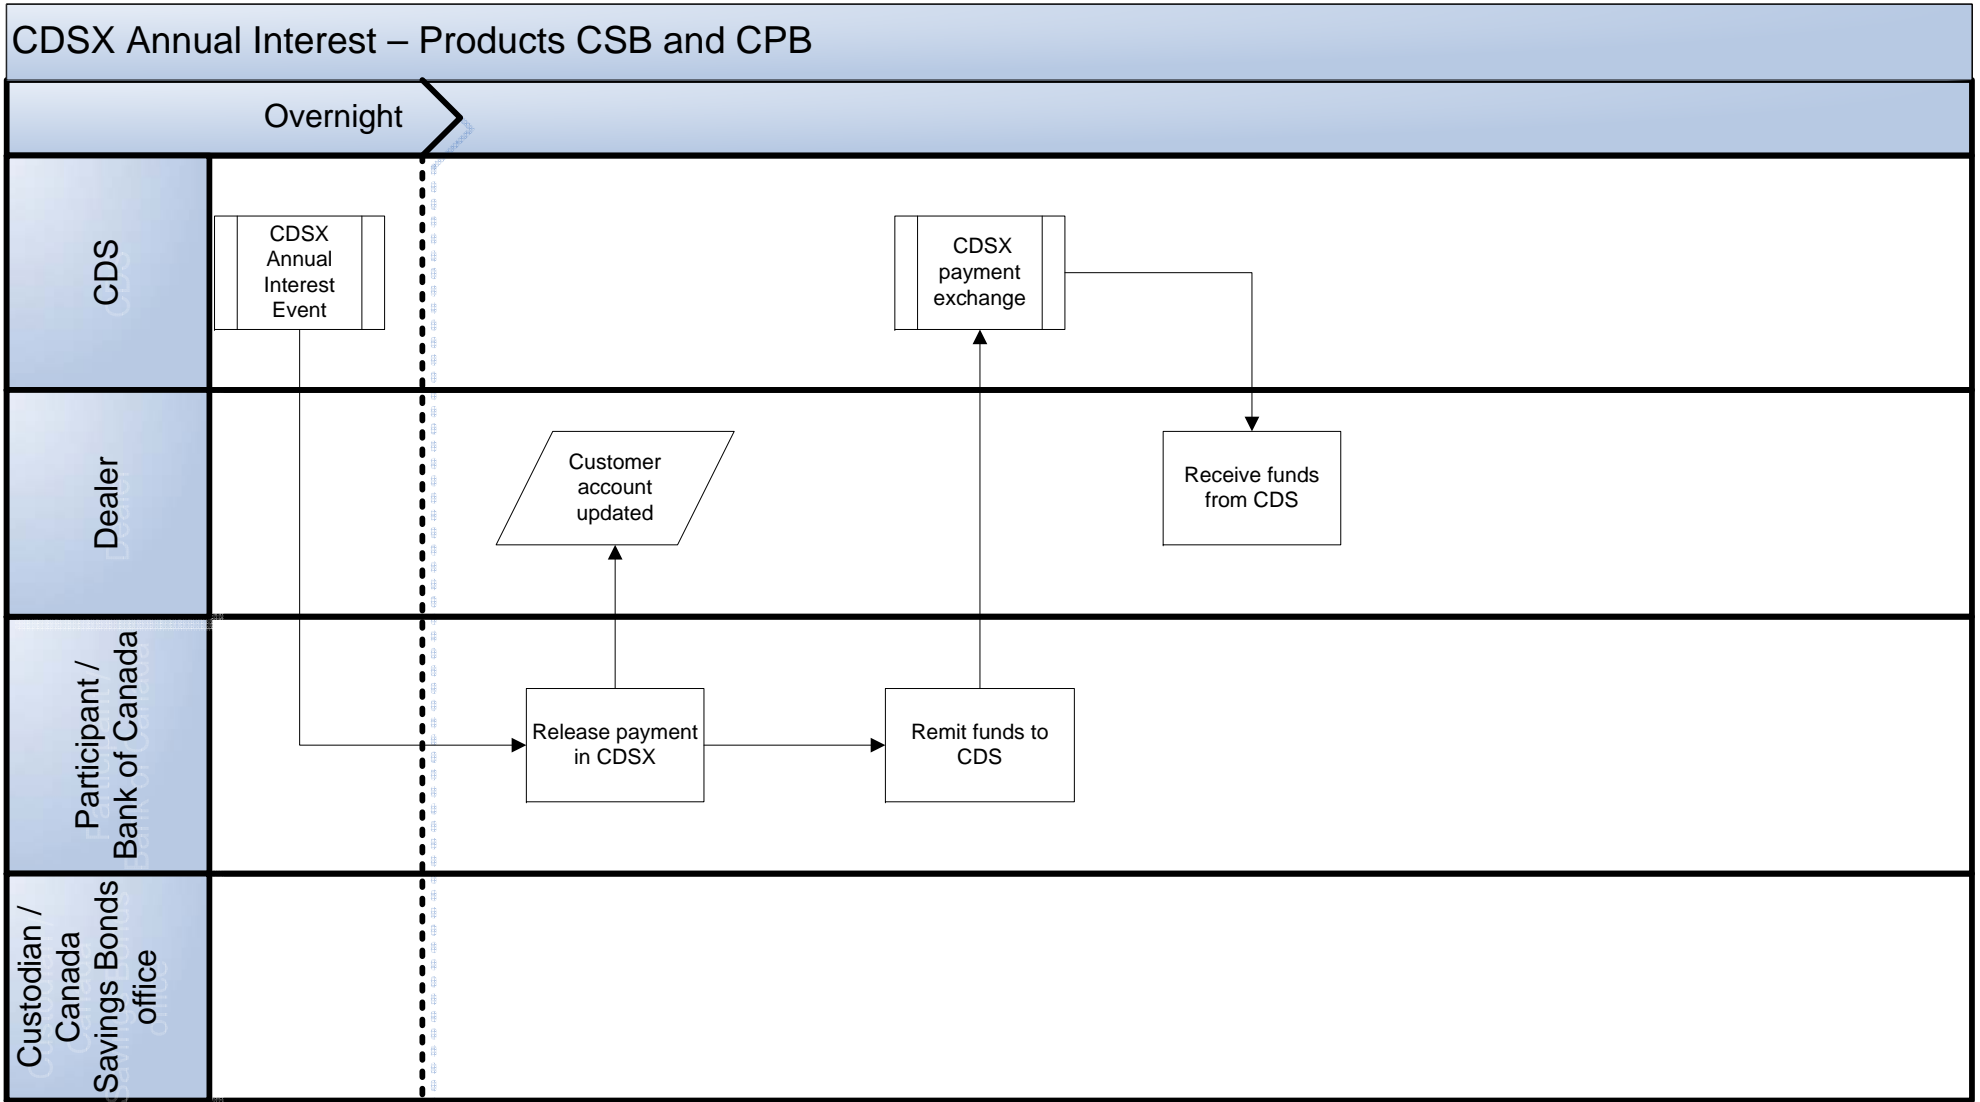 CDSX Annual Interest – Products CSB and CPB
Overnight
CDS
CDSX
Annual
Interest
Event
CDSX
payment
exchange
Dealer
Customer
account
updated
Receive funds
from CDS
Participant /
Bank of Canada
Release payment
in CDSX
Remit funds to
CDS
Custodian /
Canada
Savings Bonds
office